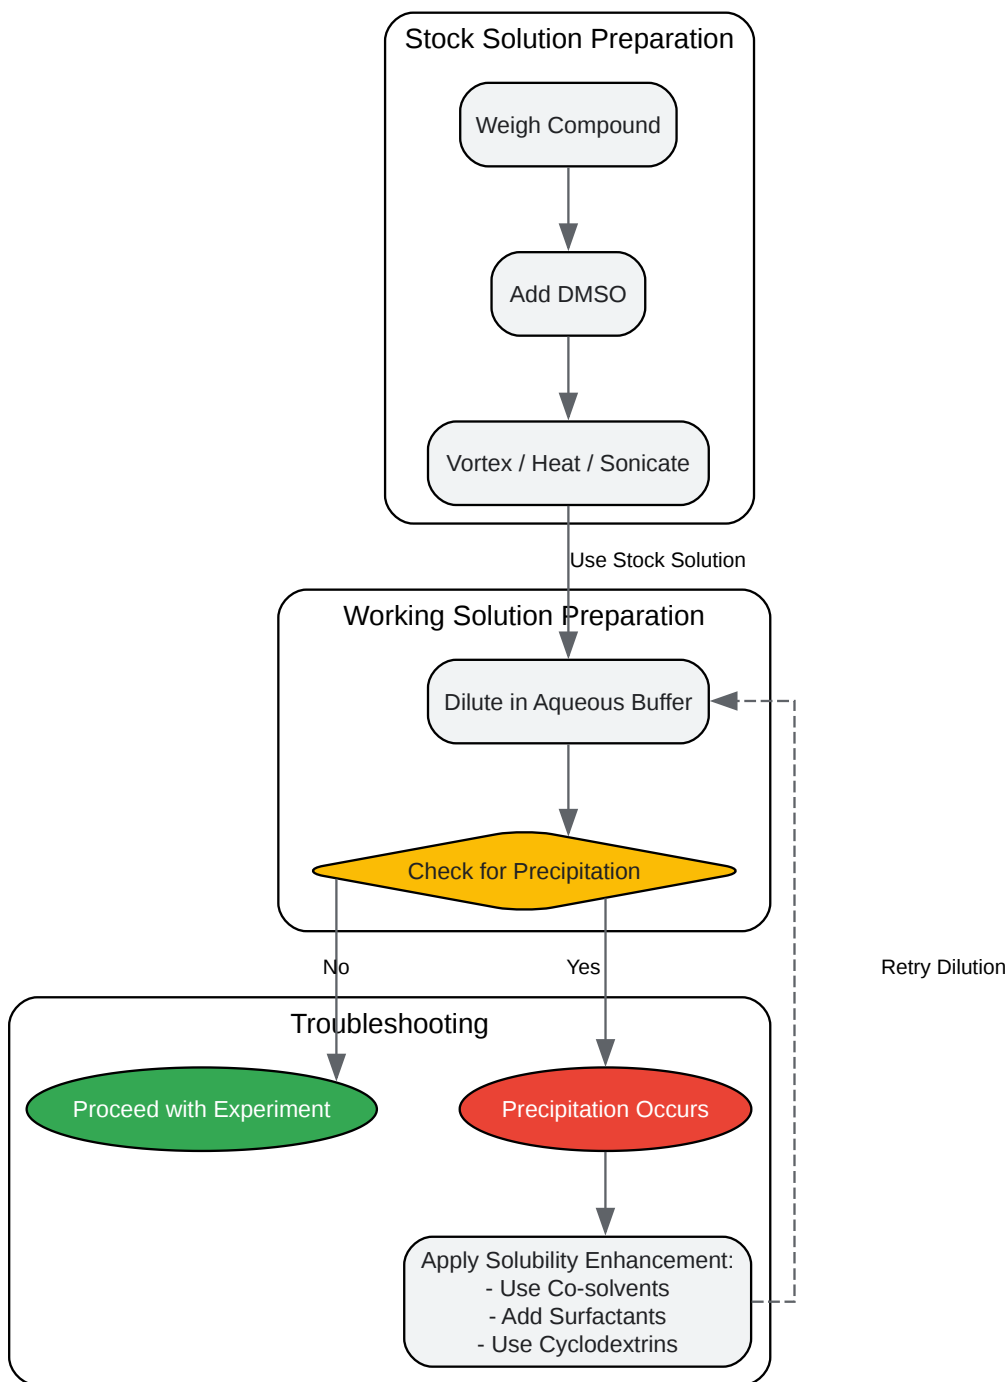 Stock Solution Preparation
Weigh Compound
Add DMSO
Vortex / Heat / Sonicate
Use Stock Solution
Working Solution Preparation
Dilute in Aqueous Buffer
Check for Precipitation
No
Yes
Retry Dilution
Troubleshooting
Proceed with Experiment
Precipitation Occurs
Apply Solubility Enhancement:
- Use Co-solvents
- Add Surfactants
- Use Cyclodextrins